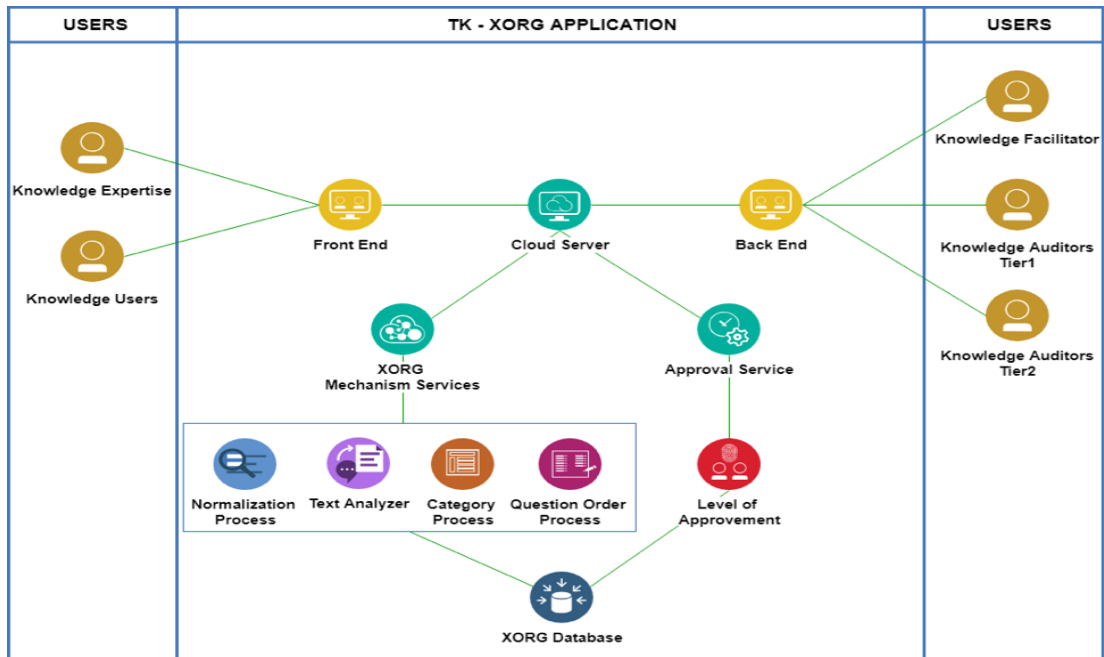 USERS
TK - XORG APPLICATION
USERS
Knowledge Expertise
Knowledge Users
Front End
Cloud Server
Back End
Knowledge Facilitator
Knowledge Auditors
Tier1
Knowledge Auditors
Tier2
XORG
Mechanism Services
Approval Service
Normalization
Process
Text Analyzer
Category
Process
Question Order
Process
Level of
Approvement
XORG Database